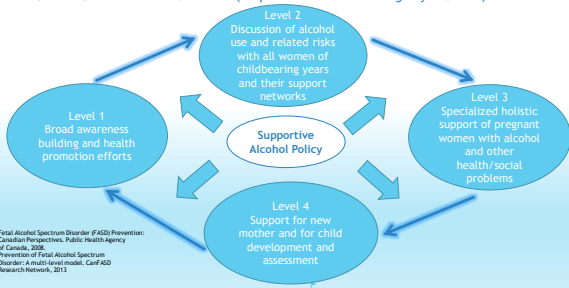 Level 2
Discussion of alcohol
use and related risks
with all women of
childbearing years
and their support
networks
Level 1
Broad awareness
building and health
promotion efforts
Supportive
Alcohol Policy
Level 3
Specialized holistic
support of pregnant
women with alcohol
and other
health/social
problems
Level 4
Support for new
mother and for child
development and
assessment
Fetal Alcohol Spectrum Disorder (FASD) Prevention:
Canadian Perspectives. Public Health Agency
of Canada, 2008.
Prevention of Fetal Alcohol Spectrum
Disorder: A multi-level model. CanFASD
Research Network, 2013